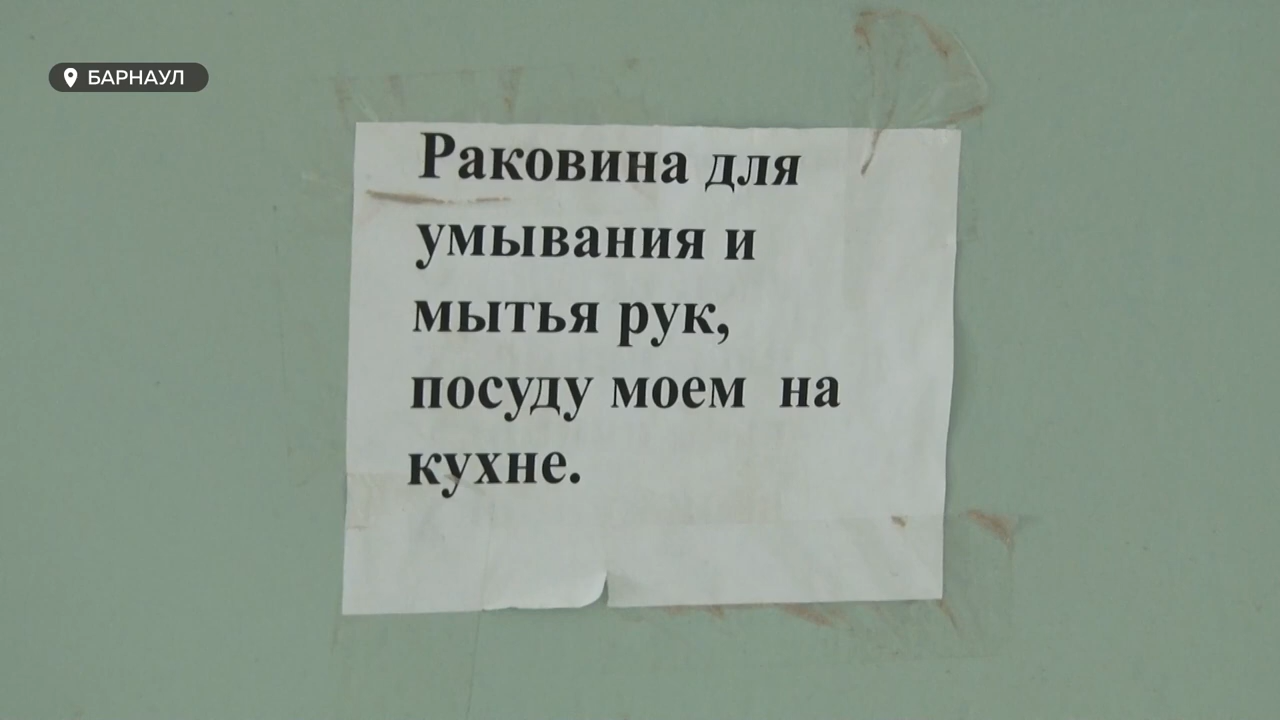 БАРНАУЛ
Раковина для
умывания и
мытья рук,
посуду моем на
кухне.